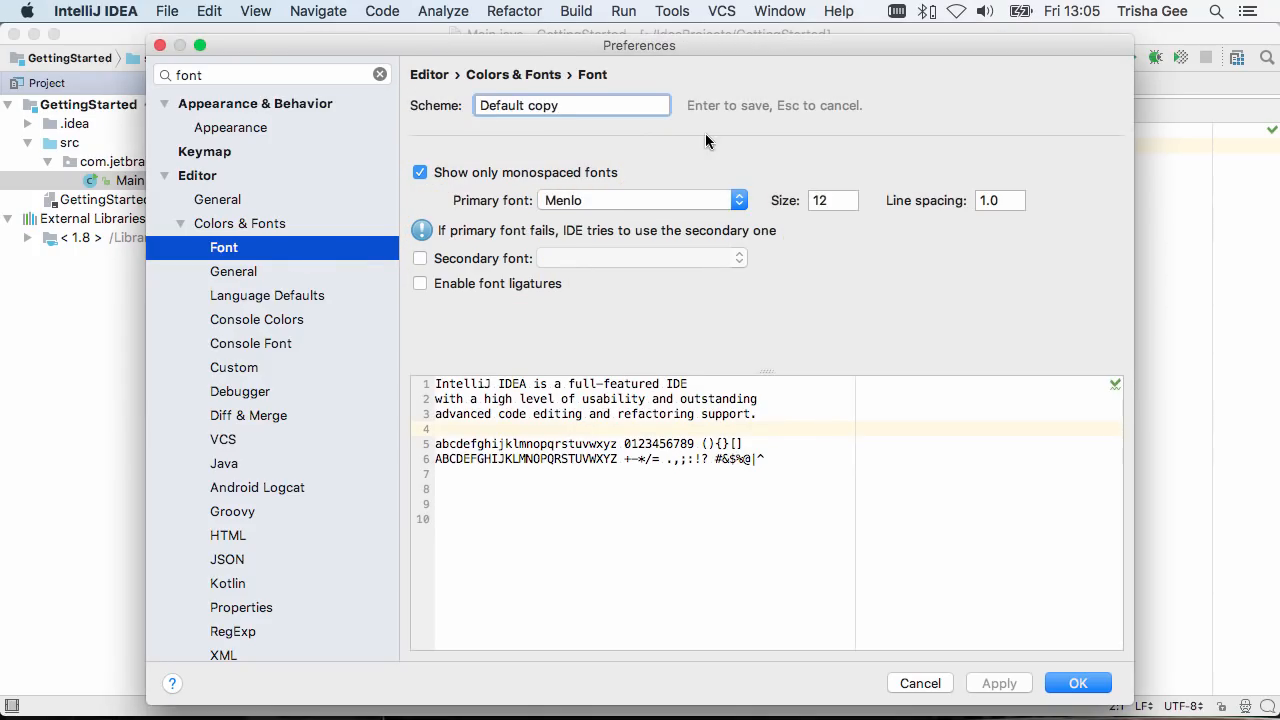 IntelliJ IDEA File Edit View Navigate Code Analyze Refactor Build Run Tools VCS Window Help Fri 13:05 Trisha Gee
GettingStarted
Project
GettingStarted
.idea
src
com.jetbra
Main
GettingStarted
External Libraries
< 1.8 > /Libra
Preferences
font
Appearance & Behavior
Appearance
Keymap
Editor
General
Colors & Fonts
Font
General
Language Defaults
Console Colors
Console Font
Custom
Debugger
Diff & Merge
VCS
Java
Android Logcat
Groovy
HTML
JSON
Kotlin
Properties
RegExp
XML
Editor › Colors & Fonts › Font
Scheme: Default copy Enter to save, Esc to cancel.
Show only monospaced fonts
Primary font: Menlo Size: 12 Line spacing: 1.0
If primary font fails, IDE tries to use the secondary one
Secondary font:
Enable font ligatures
1 IntelliJ IDEA is a full-featured IDE
2 with a high level of usability and outstanding
3 advanced code editing and refactoring support.
4
5 abcdefghijklmnopqrstuvwxyz 0123456789 (){}[]
6 ABCDEFGHIJKLMNOPQRSTUVWXYZ +-*/= .,;:!? #&$%@|^
7
8
9
10
? Cancel Apply OK
2:1 LF UTF-8